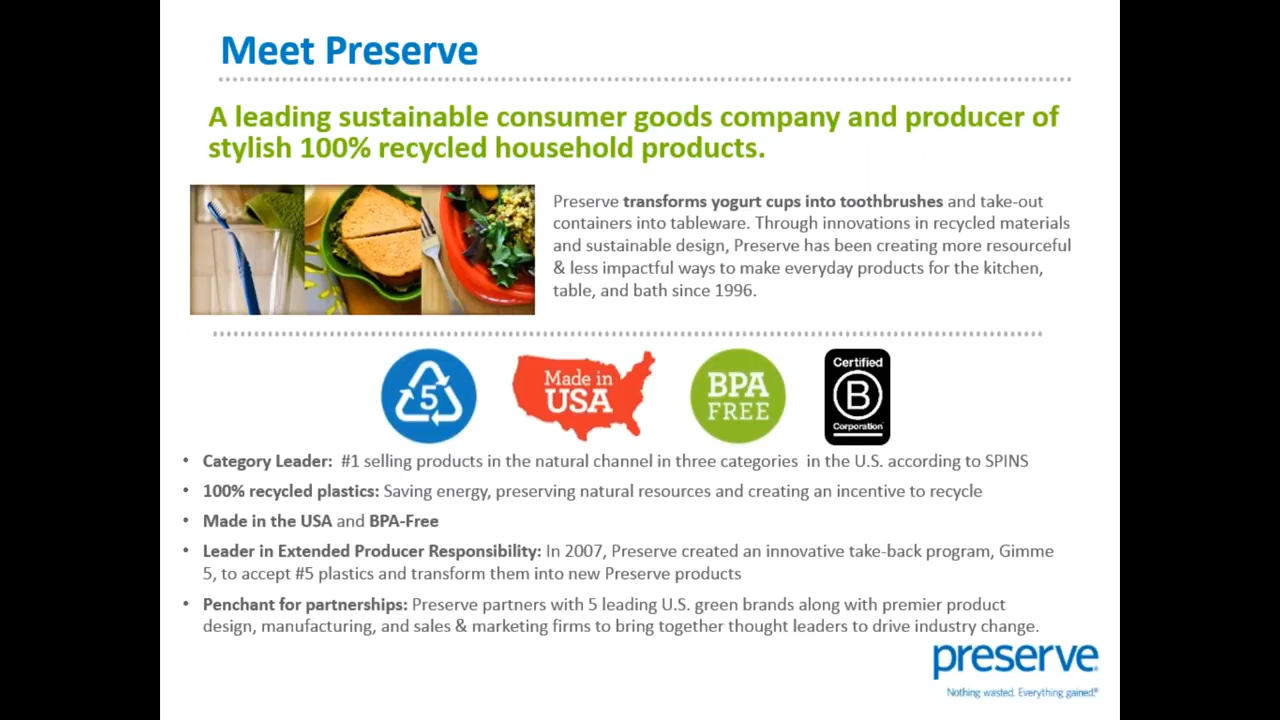 Meet Preserve
A leading sustainable consumer goods company and producer of
stylish 100% recycled household products.
Preserve transforms yogurt cups into toothbrushes and take-out
containers into tableware. Through innovations in recycled materials
and sustainable design, Preserve has been creating more resourceful
& less impactful ways to make everyday products for the kitchen,
table, and bath since 1996.
5
Made in
USA
BPA
FREE
Certified
B
Corporation
• Category Leader:  #1 selling products in the natural channel in three categories  in the U.S. according to SPINS
• 100% recycled plastics: Saving energy, preserving natural resources and creating an incentive to recycle
• Made in the USA and BPA-Free
• Leader in Extended Producer Responsibility: In 2007, Preserve created an innovative take-back program, Gimme
5, to accept #5 plastics and transform them into new Preserve products
• Penchant for partnerships: Preserve partners with 5 leading U.S. green brands along with premier product
design, manufacturing, and sales & marketing firms to bring together thought leaders to drive industry change.
preserve®
Nothing wasted. Everything gained.®